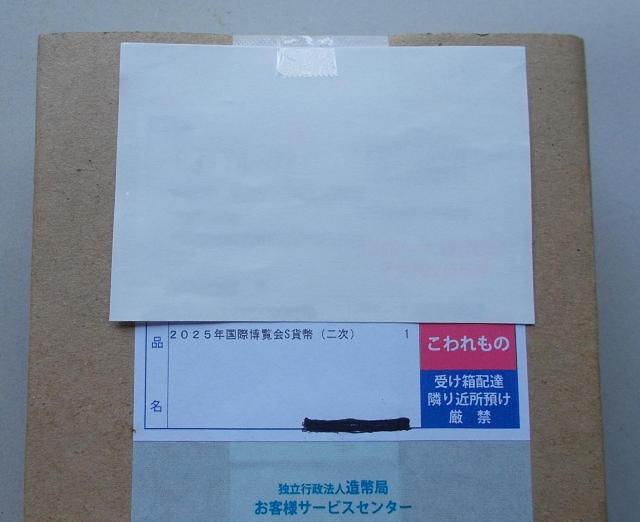 品名
２０２５年国際博覧会S貨幣（二次） 1
こわれもの
受け箱配達
隣り近所預け
厳　禁
独立行政法人造幣局
お客様サービスセンター